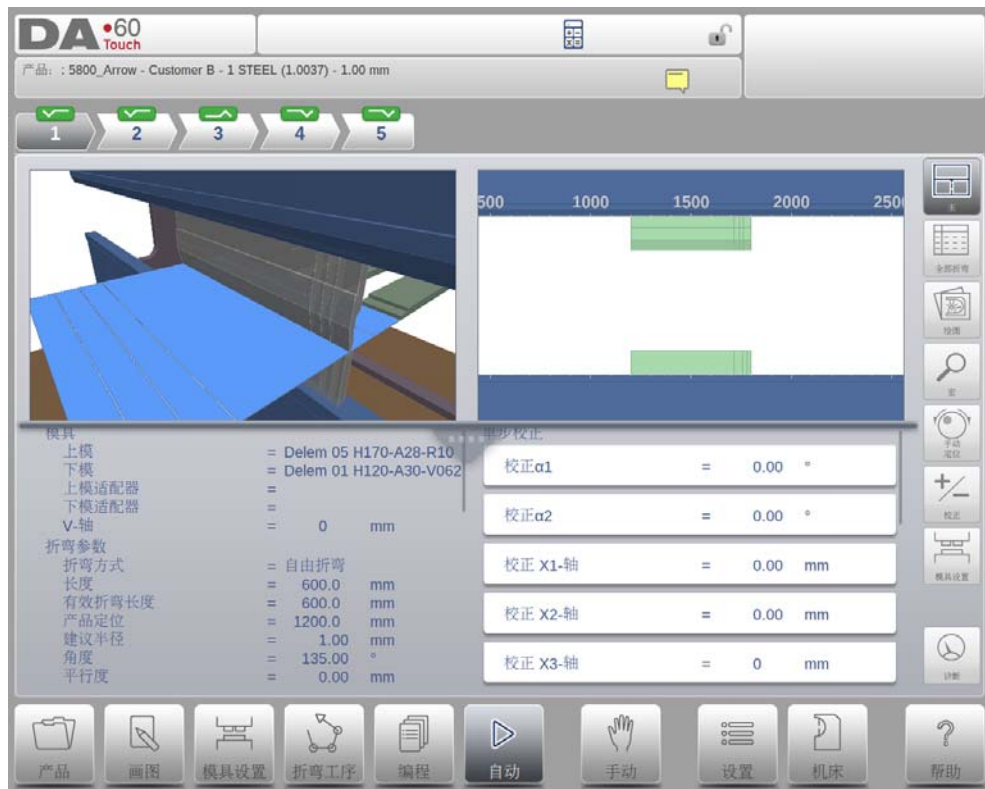 DA•60
Touch
产品: : 5800_Arrow - Customer B - 1 STEEL (1.0037) - 1.00 mm
1 2 3 4 5
500 1000 1500 2000 2500
模具
上模 = Delem 05 H170-A28-R10
下模 = Delem 01 H120-A30-V062
上模适配器 =
下模适配器 =
V-轴 = 0 mm
折弯参数
折弯方式 = 自由折弯
长度 = 600.0 mm
有效折弯长度 = 600.0 mm
产品定位 = 1200.0 mm
建议半径 = 1.00 mm
角度 = 135.00 °
平行度 = 0.00 mm
单步校正
校正α1 = 0.00 °
校正α2 = 0.00 °
校正 X1-轴 = 0.00 mm
校正 X2-轴 = 0.00 mm
校正 X3-轴 = 0 mm
全部折弯
绘图
宏
手动
定位
校正
模具设置
诊断
产品
画图
模具设置
折弯工序
编程
自动
手动
设置
机床
帮助